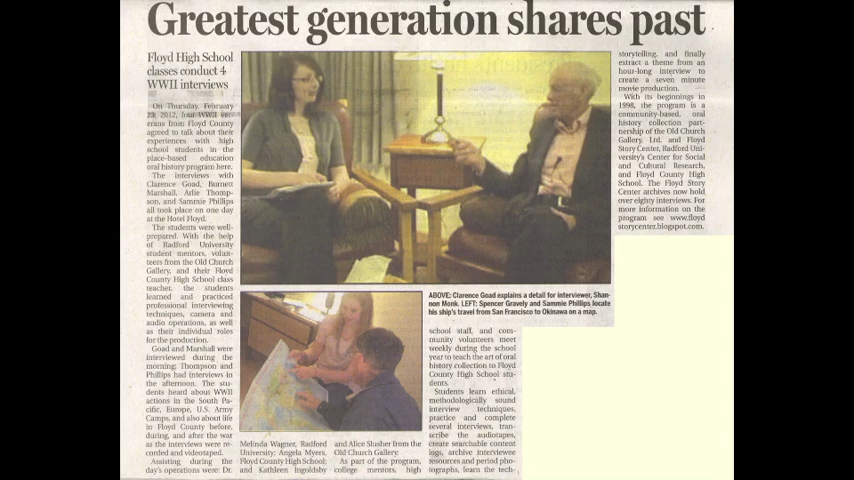 Greatest generation shares past
Floyd High School
classes conduct 4
WWII interviews
On Thursday, February
23, 2012, four WWII vet-
erans from Floyd County
agreed to talk about their
experiences with high
school students in the
place-based education
oral history program here.
The interviews with
Clarence Goad, Burnett
Marshall, Arlie Thomp-
son, and Sammie Phillips
all took place on one day
at the Hotel Floyd.
The students were well-
prepared. With the help
of Radford University
student mentors, volun-
teers from the Old Church
Gallery, and their Floyd
County High School class
teacher, the students
learned and practiced
professional interviewing
techniques, camera and
audio operations, as well
as their individual roles
for the production.
Goad and Marshall were
interviewed during the
morning; Thompson and
Phillips had interviews in
the afternoon. The stu-
dents heard about WWII
actions in the South Pa-
cific, Europe, U.S. Army
Camps, and also about life
in Floyd County before,
during, and after the war
as the interviews were re-
corded and videotaped.
Assisting during the
day's operations were: Dr.
Melinda Wagner, Radford
University; Angela Myers,
Floyd County High School;
and Kathleen Ingoldsby
and Alice Slusher from the
Old Church Gallery.
As part of the program,
college mentors, high
ABOVE: Clarence Goad explains a detail for interviewer, Shan-
non Monk. LEFT: Spencer Gravely and Sammie Phillips locate
his ship's travel from San Francisco to Okinawa on a map.
school staff, and com-
munity volunteers meet
weekly during the school
year to teach the art of oral
history collection to Floyd
County High School stu-
dents.
Students learn ethical,
methodologically sound
interview techniques,
practice and complete
several interviews, tran-
scribe the audiotapes,
create searchable content
logs, archive interviewee
resources and period pho-
tographs, learn the tech-
storytelling, and finally
extract a theme from an
hour-long interview to
create a seven minute
movie production.
With its beginnings in
1998, the program is a
community-based, oral
history collection part-
nership of the Old Church
Gallery, Ltd. and Floyd
Story Center, Radford Uni-
versity's Center for Social
and Cultural Research,
and Floyd County High
School. The Floyd Story
Center archives now hold
over eighty interviews. For
more information on the
program see www.floyd
storycenter.blogspot.com.